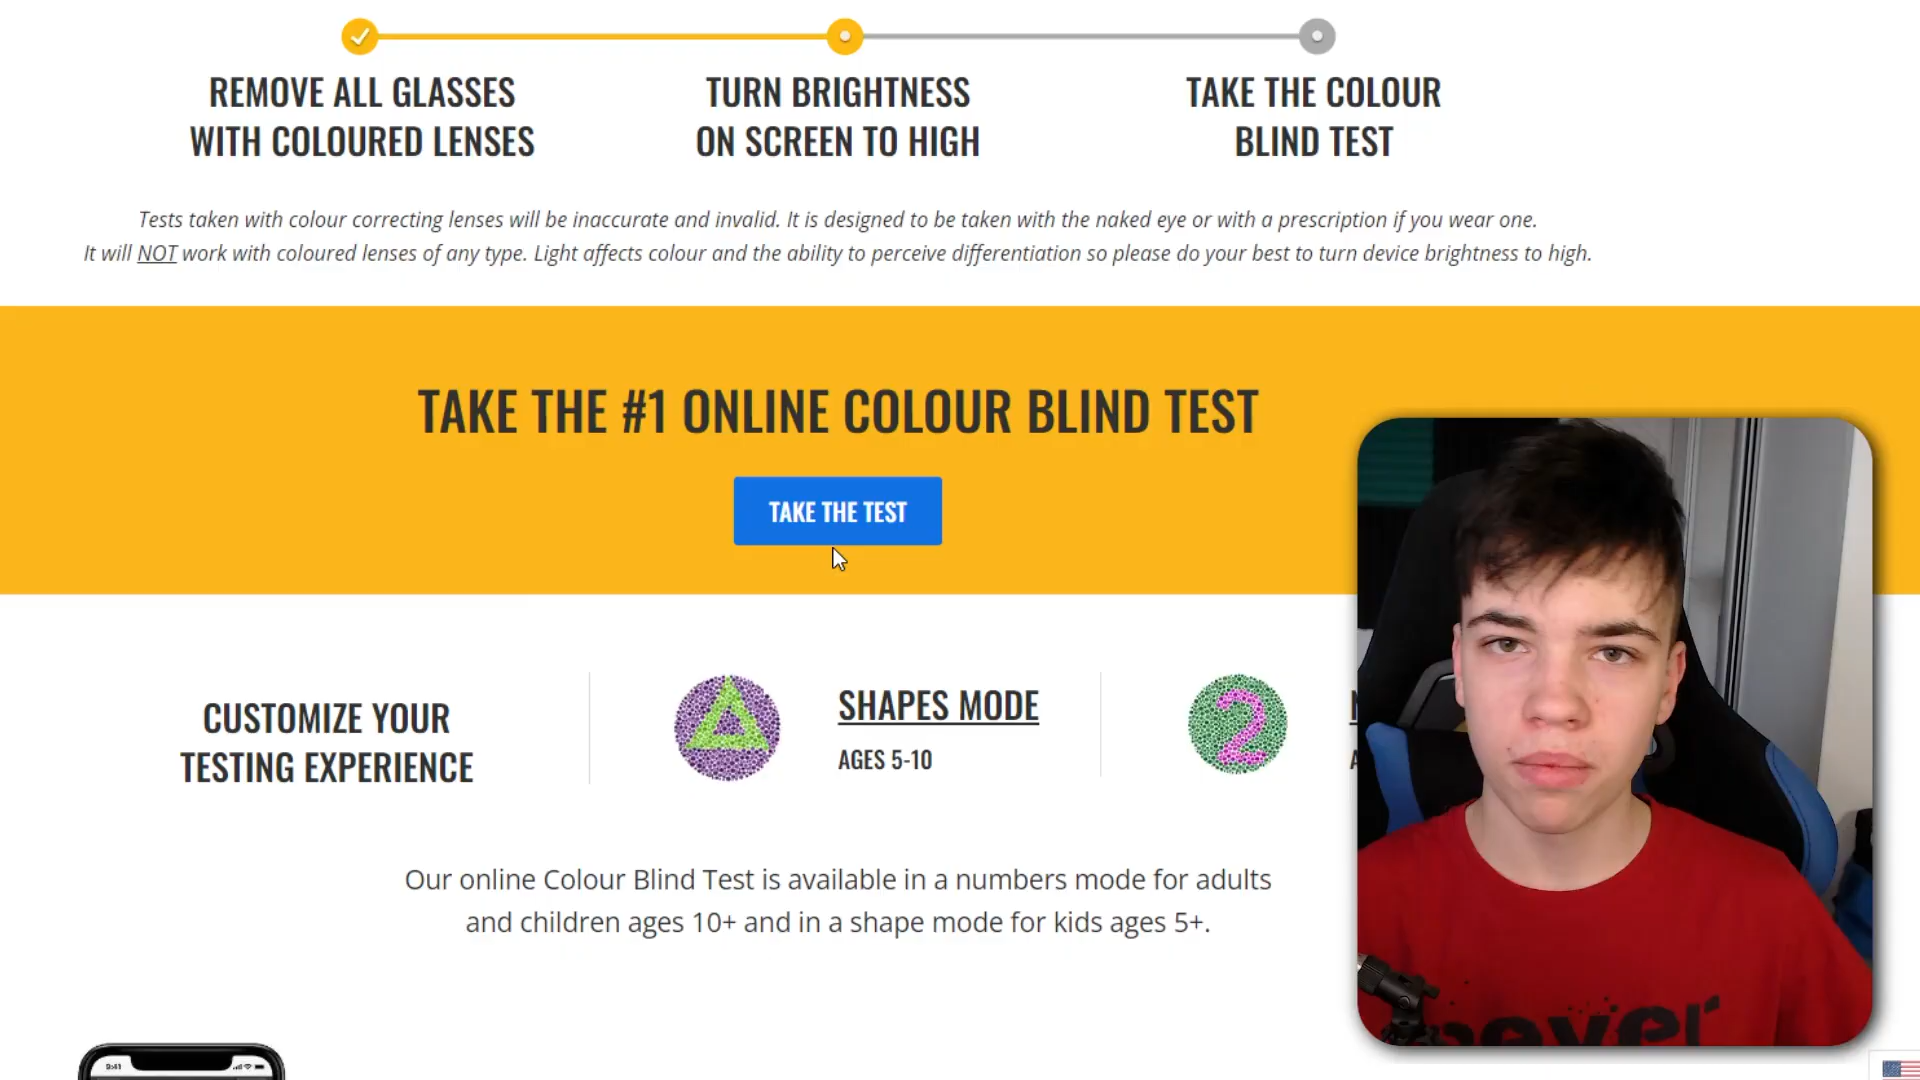 REMOVE ALL GLASSES
WITH COLOURED LENSES
TURN BRIGHTNESS
ON SCREEN TO HIGH
TAKE THE COLOUR
BLIND TEST
Tests taken with colour correcting lenses will be inaccurate and invalid. It is designed to be taken with the naked eye or with a prescription if you wear one.
It will NOT work with coloured lenses of any type. Light affects colour and the ability to perceive differentiation so please do your best to turn device brightness to high.
TAKE THE #1 ONLINE COLOUR BLIND TEST
TAKE THE TEST
CUSTOMIZE YOUR
TESTING EXPERIENCE
SHAPES MODE
AGES 5-10
2
Our online Colour Blind Test is available in a numbers mode for adults
and children ages 10+ and in a shape mode for kids ages 5+.
9:41